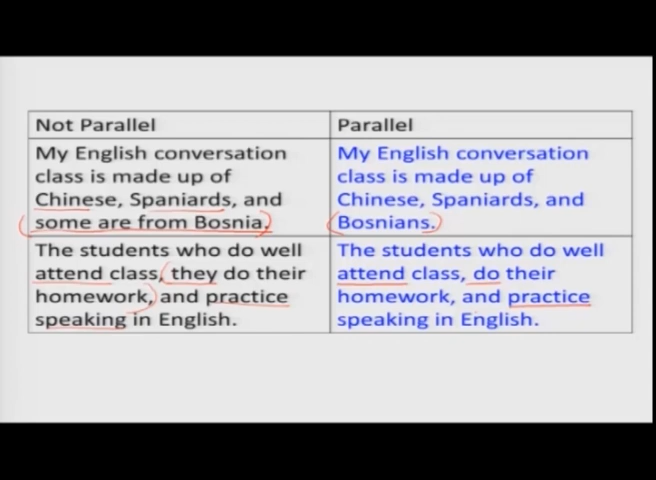 Not Parallel
Parallel
My English conversation
class is made up of
Chinese, Spaniards, and
some are from Bosnia.
My English conversation
class is made up of
Chinese, Spaniards, and
Bosnians.
The students who do well
attend class, they do their
homework, and practice
speaking in English.
The students who do well
attend class, do their
homework, and practice
speaking in English.